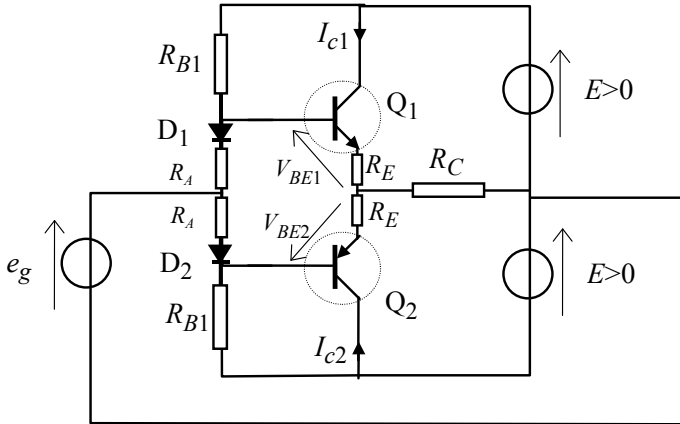 I_{c1}
R_{B1}
E>0
Q_1
D_1
R_A
V_{BE1}
R_E
R_C
R_A
V_{BE2}
R_E
D_2
e_g
E>0
Q_2
R_{B1}
I_{c2}